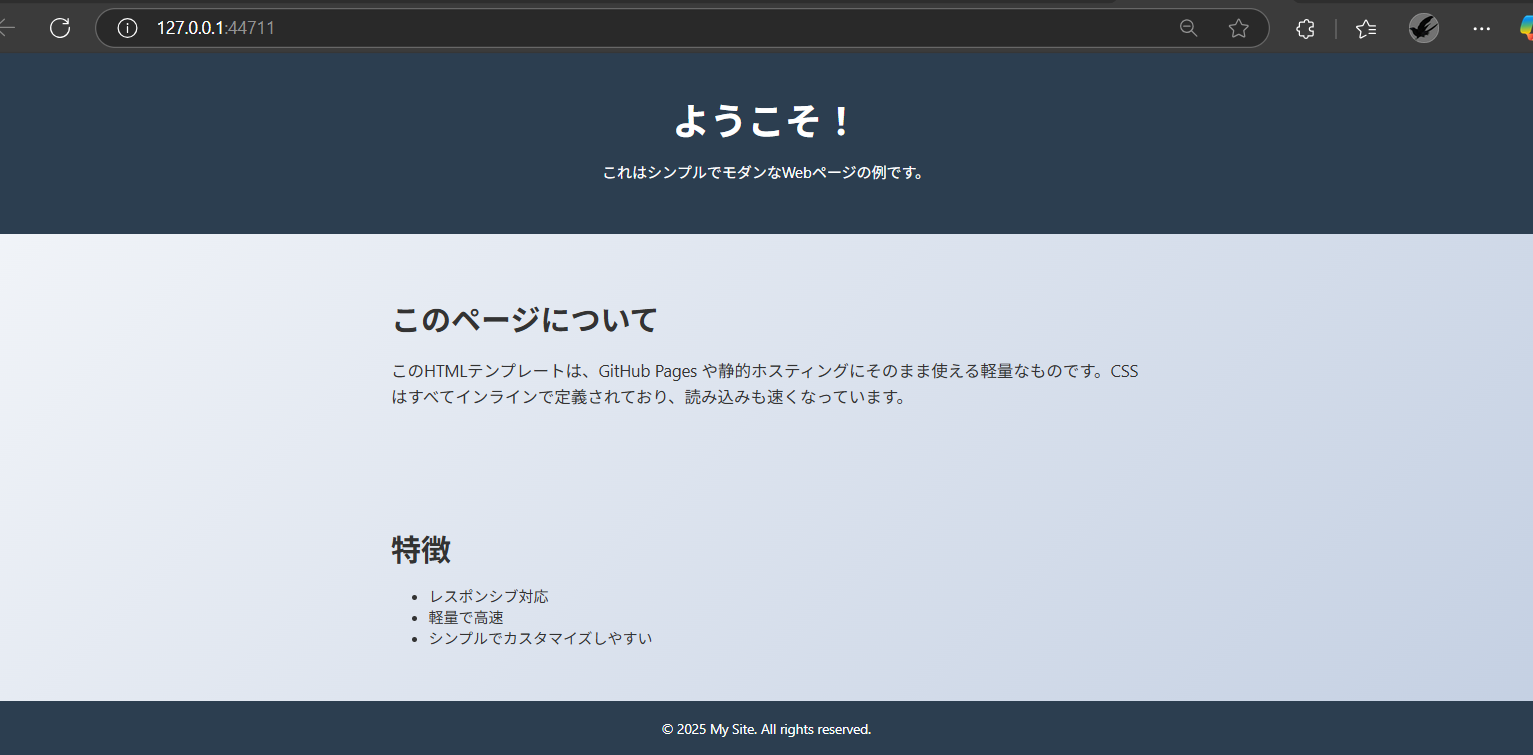 127.0.0.1:44711
ようこそ！
これはシンプルでモダンなWebページの例です。
このページについて
このHTMLテンプレートは、GitHub Pages や静的ホスティングにそのまま使える軽量なものです。CSS
はすべてインラインで定義されており、読み込みも速くなっています。
特徴
• レスポンシブ対応
• 軽量で高速
• シンプルでカスタマイズしやすい
© 2025 My Site. All rights reserved.